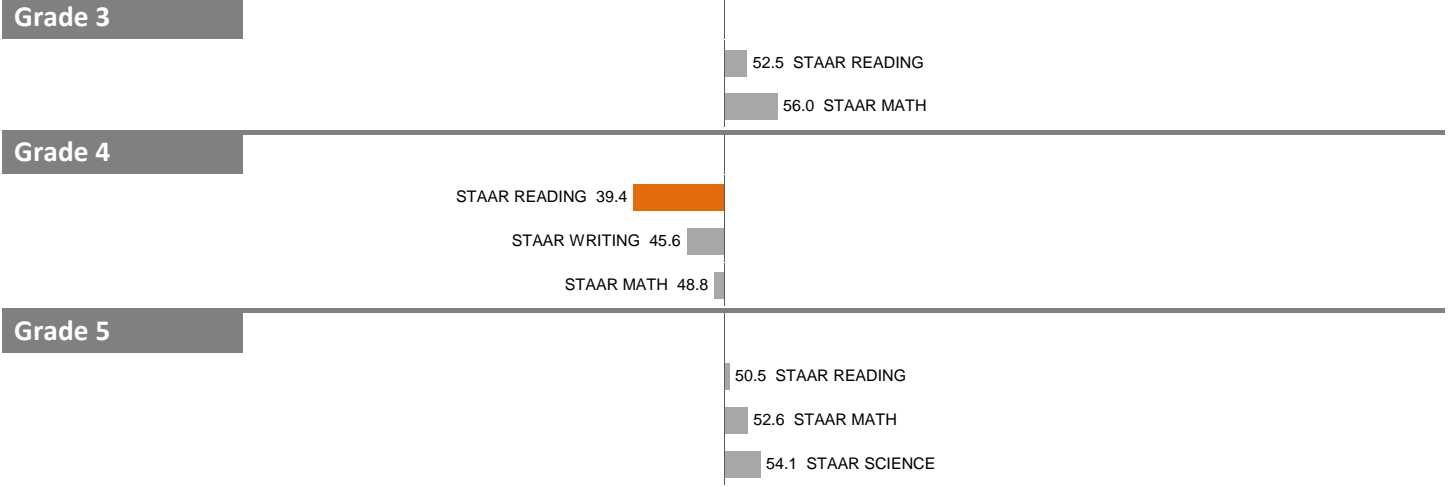 Grade 3
52.5 STAAR READING
56.0 STAAR MATH
Grade 4
STAAR READING 39.4
STAAR WRITING 45.6
STAAR MATH 48.8
Grade 5
50.5 STAAR READING
52.6 STAAR MATH
54.1 STAAR SCIENCE